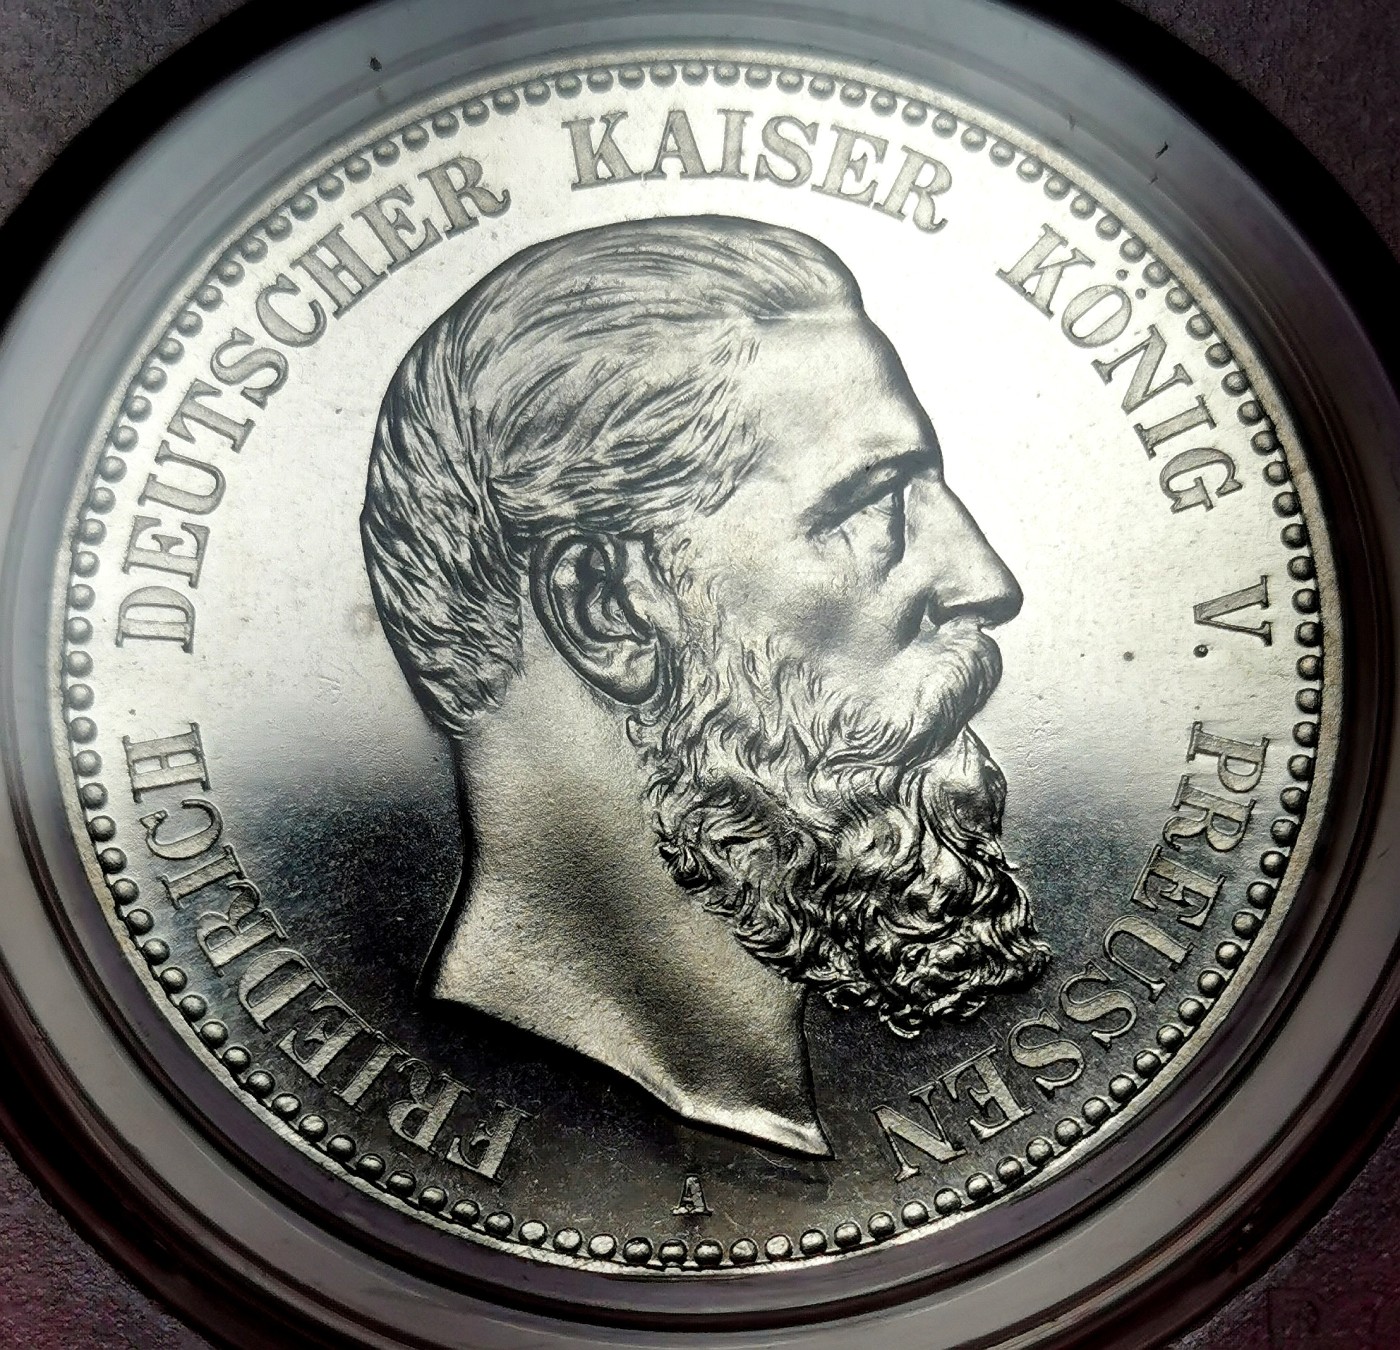 FRIEDRICH DEUTSCHER KAISER KÖNIG V. PREUSSEN
A